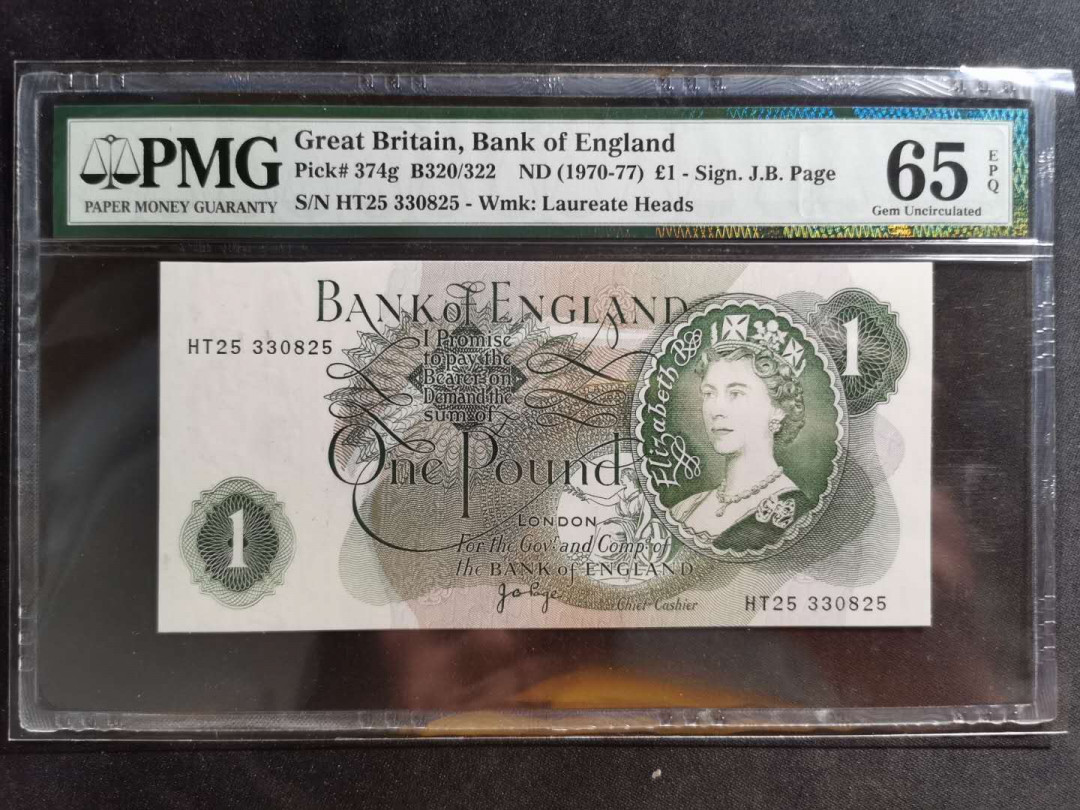 PMG
PAPER MONEY GUARANTY
Great Britain, Bank of England
Pick# 374g B320/322 ND (1970-77) £1 - Sign. J.B. Page
S/N HT25 330825 - Wmk: Laureate Heads
65
EPQ
Gem Uncirculated
BANK of ENGLAND
HT25 330825
I Promise
to pay the
Bearer on
Demand the
sum of
One Pound
Elizabeth R
1
1
LONDON
For the Govr. and Compa. of
the BANK of ENGLAND
Chief Cashier
HT25 330825